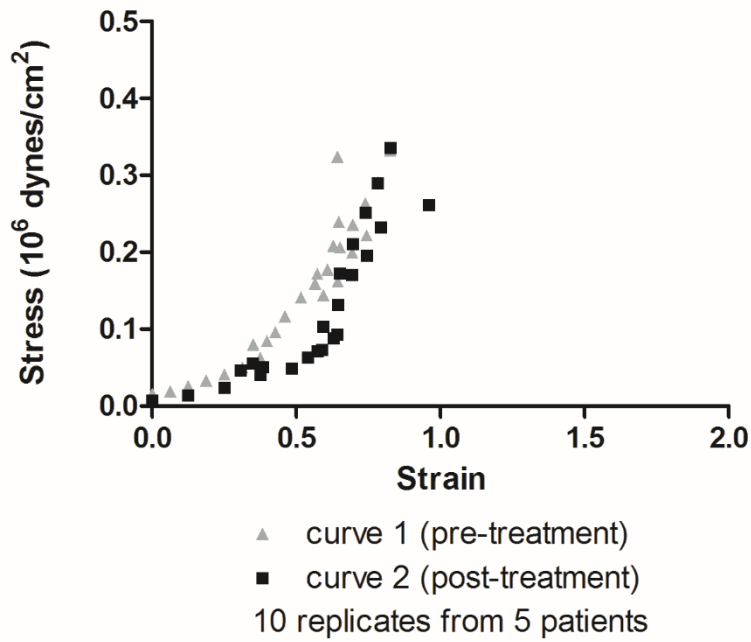 0.5
0.4
0.3
0.2
0.1
0.0
Stress (10⁶ dynes/cm²)
0.0 0.5 1.0 1.5 2.0
Strain
curve 1 (pre-treatment)
curve 2 (post-treatment)
10 replicates from 5 patients